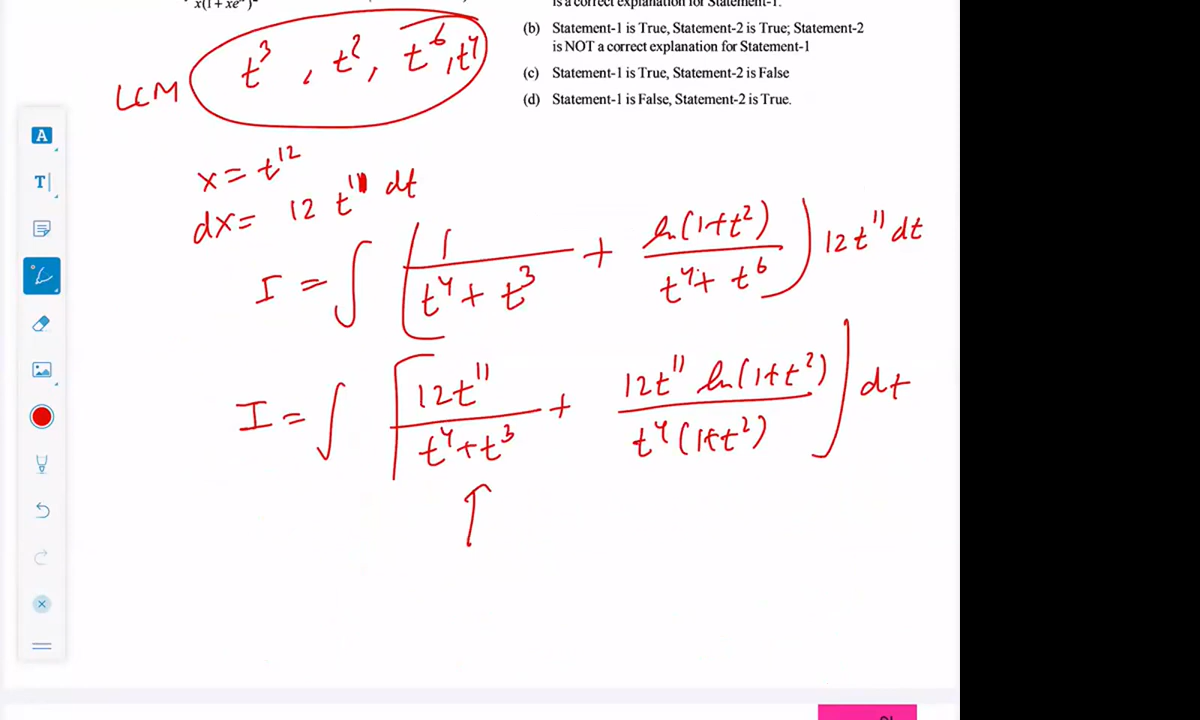 x(1 + xe
is a correct explanation for Statement-1.
(b) Statement-1 is True, Statement-2 is True; Statement-2
is NOT a correct explanation for Statement-1
(c) Statement-1 is True, Statement-2 is False
(d) Statement-1 is False, Statement-2 is True.
LCM t³, t², t⁶, t⁴
x = t¹²
dx = 12 t¹¹ dt
I = ∫ ( 1/(t⁴ + t³) + ln(1+t²)/(t⁴ + t⁶) ) 12t¹¹ dt
I = ∫ [ 12t¹¹/(t⁴ + t³) + 12t¹¹ ln(1+t²)/(t⁴(1+t²)) ] dt
↑
A
T|